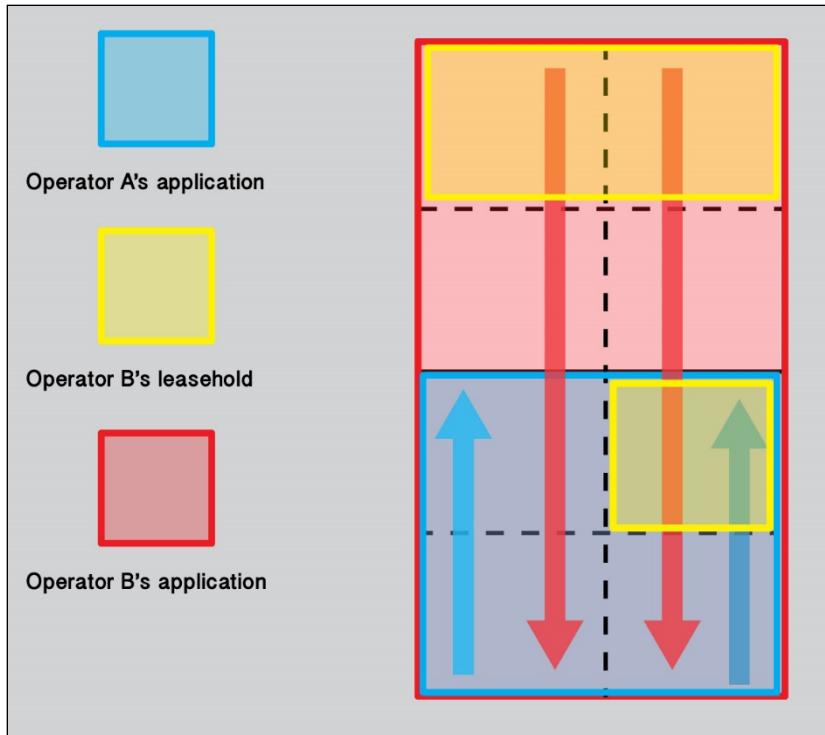 Operator A's application
Operator B's leasehold
Operator B's application